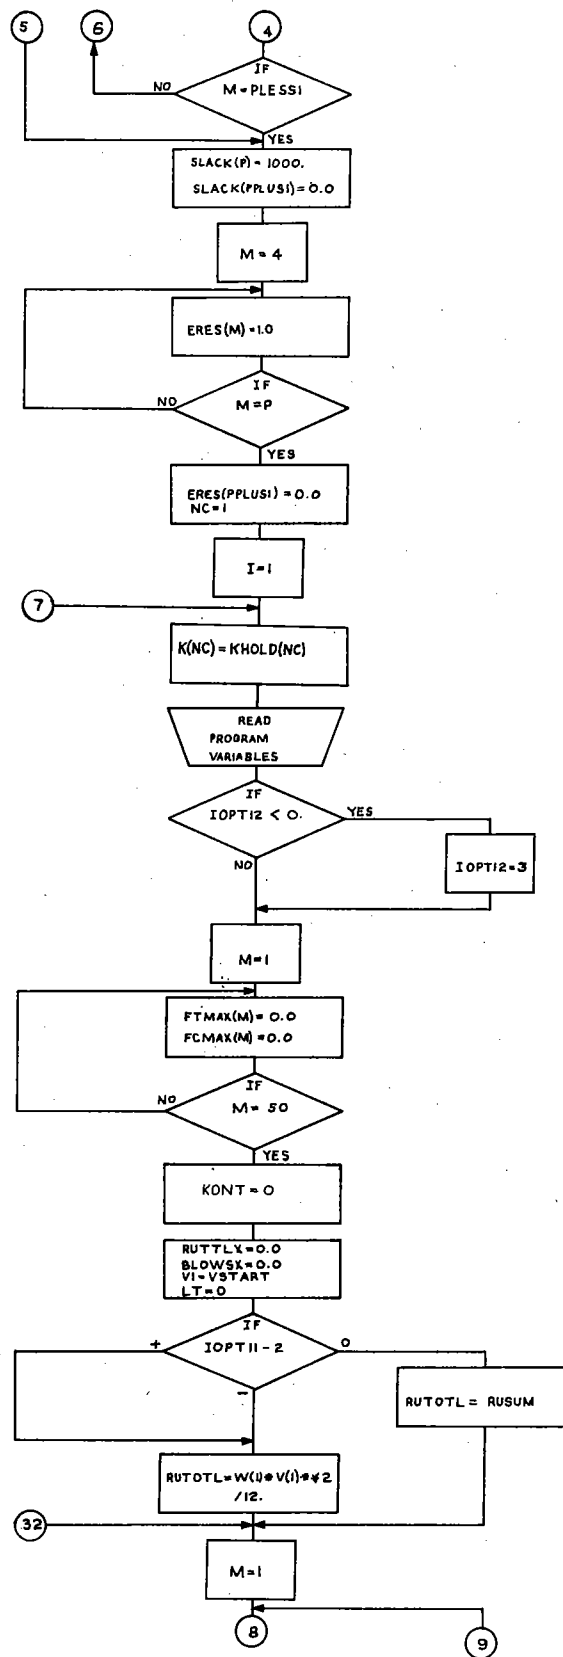 5
6
4
IF
M=PLESS1
NO
YES
SLACK(P)=1000.
SLACK(PPLUS1)=0.0
M=4
ERES(M)=1.0
IF
M=P
NO
YES
ERES(PPLUS1)=0.0
NC=1
I=1
7
K(NC)=KHOLD(NC)
READ
PROGRAM
VARIABLES
IF
IOPT12 < 0.
YES
NO
IOPT12=3
M=1
FTMAX(M)=0.0
FCMAX(M)=0.0
IF
M= 50
NO
YES
KONT=0
RUTTLX=0.0
BLOWSX=0.0
V1=VSTART
LT=0
IF
IOPT11-2
+
0
-
RUTOTL= RUSUM
RUTOTL=W(1)*V(1)**2
/12.
32
M=1
8
9